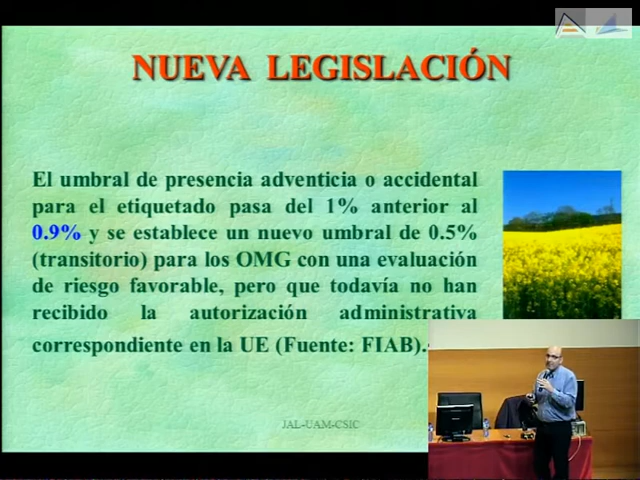 NUEVA LEGISLACIÓN
El umbral de presencia adventicia o accidental
para el etiquetado pasa del 1% anterior al
0.9% y se establece un nuevo umbral de 0.5%
(transitorio) para los OMG con una evaluación
de riesgo favorable, pero que todavía no han
recibido la autorización administrativa
correspondiente en la UE (Fuente: FIAB).
JAL-UAM-CSIC